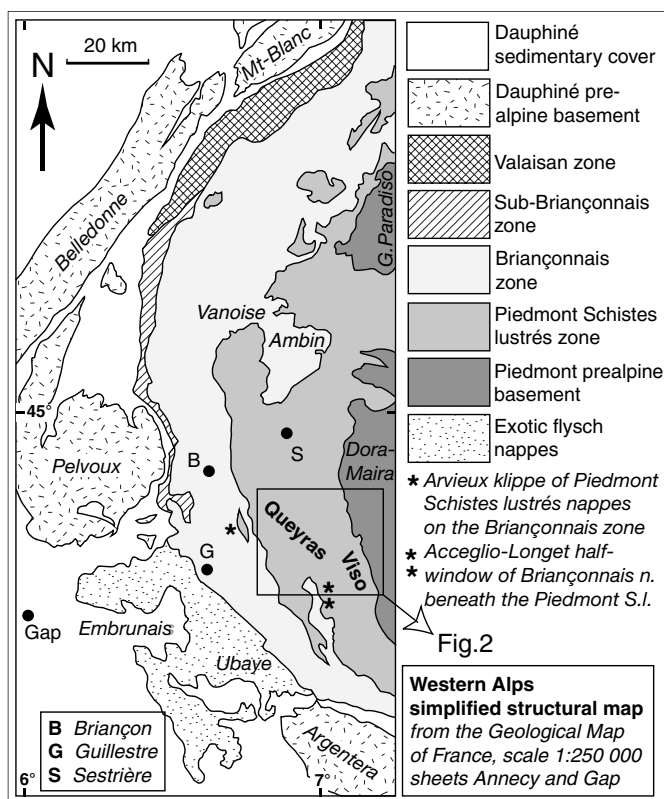 20 km
N
Mt-Blanc
Belledonne
G.Paradiso
Vanoise
Ambin
45°
Pelvoux
B
S
Dora-
Maira
Queyras
Viso
*
G
*
*
Gap
Embrunais
Ubaye
Fig.2
Argentera
B Briançon
G Guillestre
S Sestrière
6°
7°
Dauphiné
sedimentary cover
Dauphiné pre-
alpine basement
Valaisan zone
Sub-Briançonnais
zone
Briançonnais
zone
Piedmont Schistes
lustrés zone
Piedmont prealpine
basement
Exotic flysch
nappes
* Arvieux klippe of Piedmont
Schistes lustrés nappes
on the Briançonnais zone
* Acceglio-Longet half-
* window of Briançonnais n.
beneath the Piedmont S.l.
Western Alps
simplified structural map
from the Geological Map
of France, scale 1:250 000
sheets Annecy and Gap